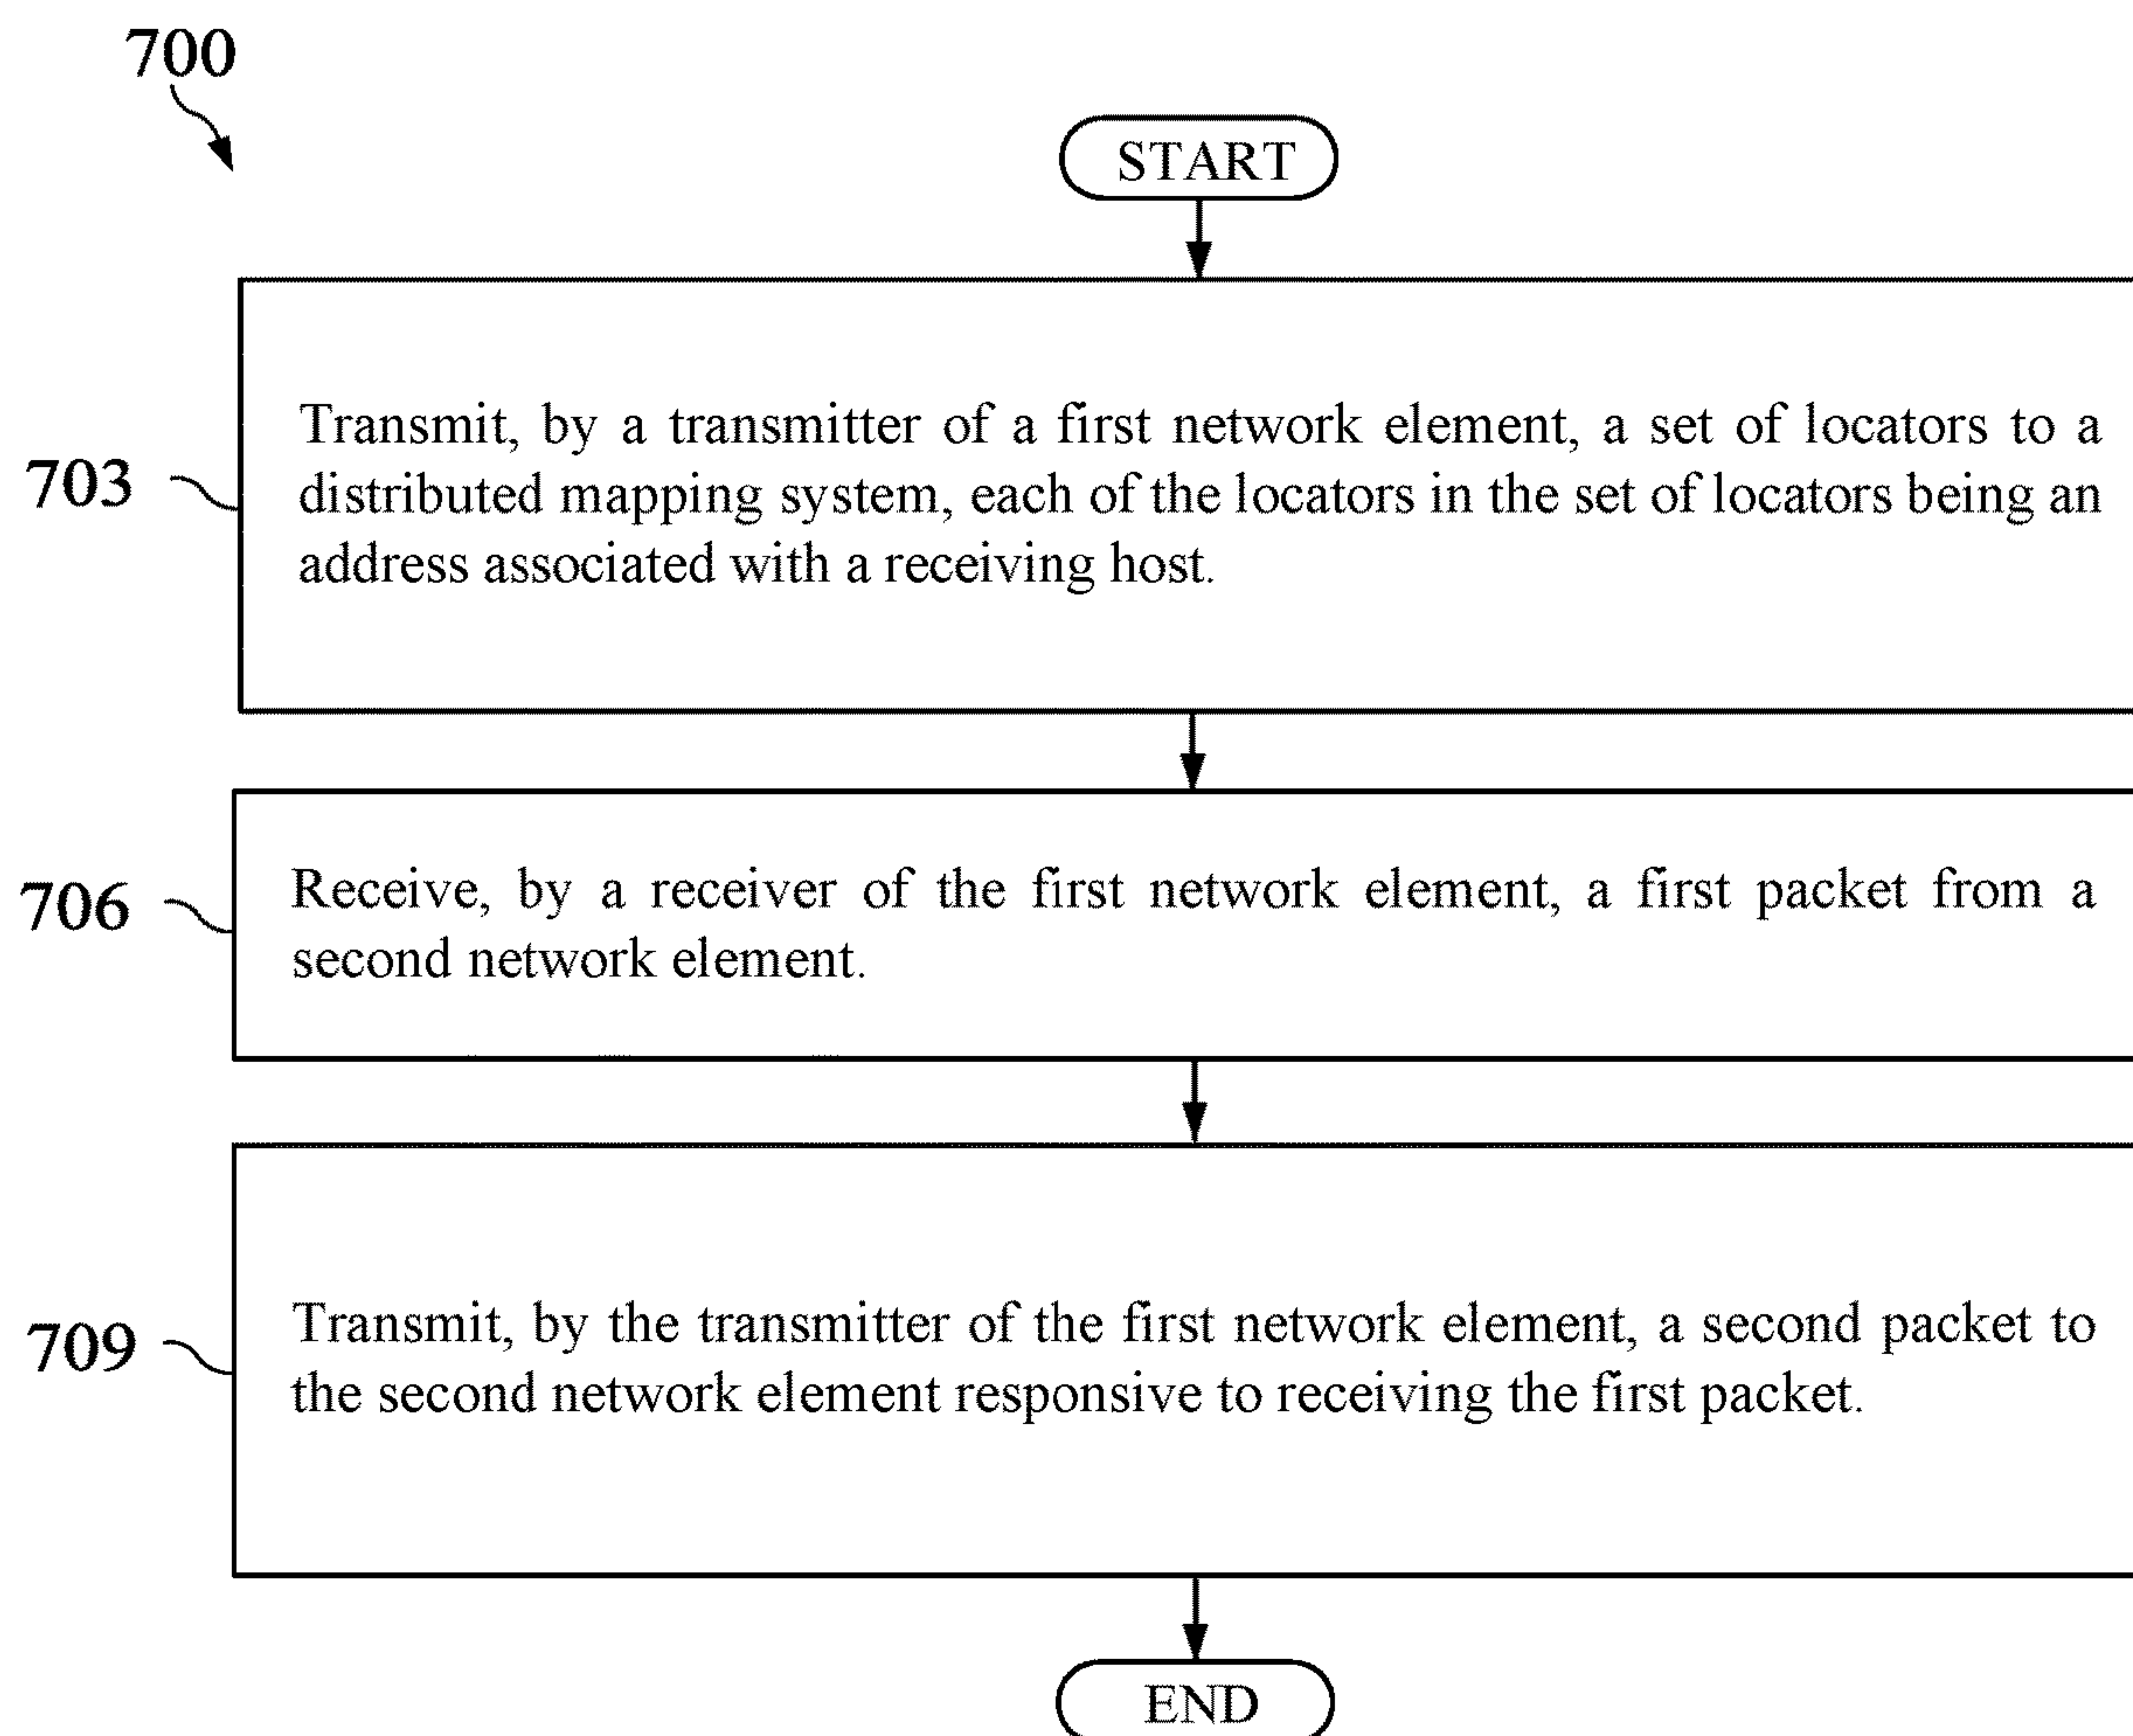 700
START
703
Transmit, by a transmitter of a first network element, a set of locators to a
distributed mapping system, each of the locators in the set of locators being an
address associated with a receiving host.
706
Receive, by a receiver of the first network element, a first packet from a
second network element.
709
Transmit, by the transmitter of the first network element, a second packet to
the second network element responsive to receiving the first packet.
END